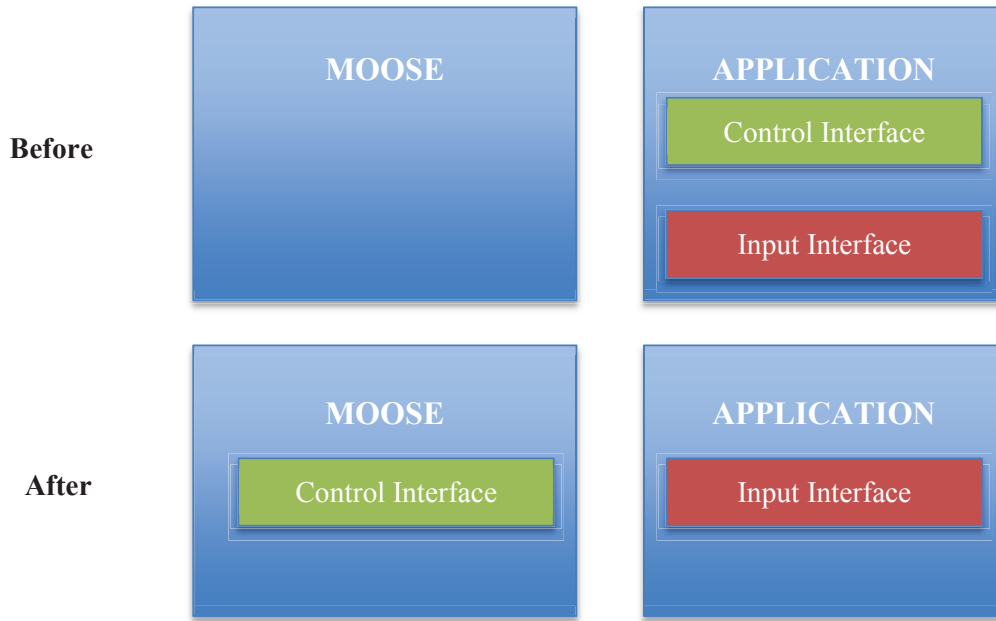 MOOSE
APPLICATION
Before
Control Interface
Input Interface
MOOSE
APPLICATION
After
Control Interface
Input Interface